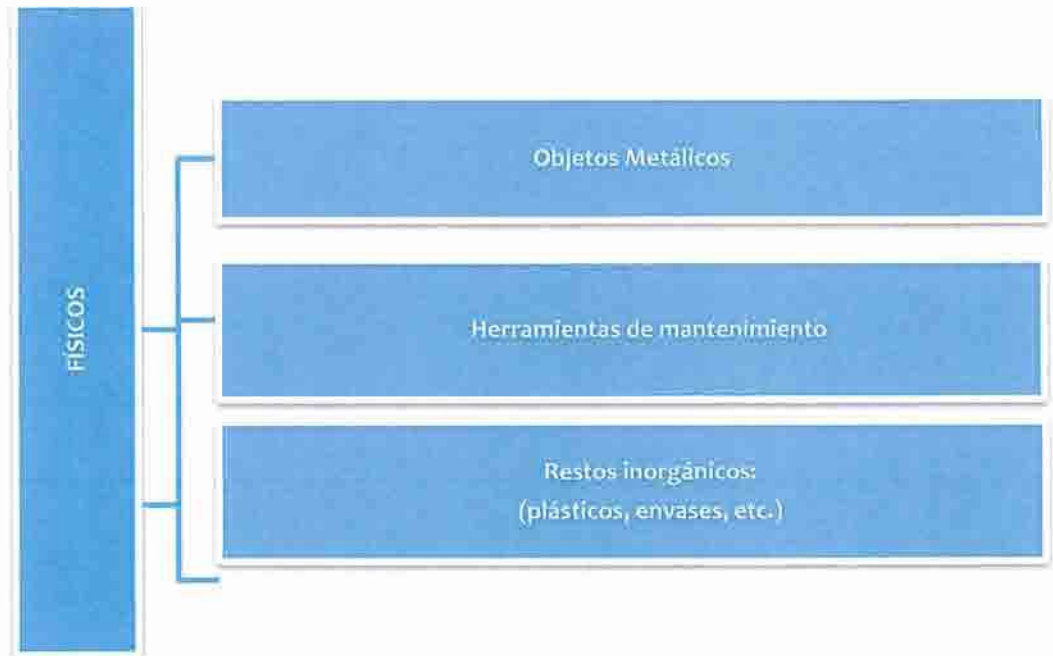 FÍSICOS
Objetos Metálicos
Herramientas de mantenimiento
Restos inorgánicos:
(plásticos, envases, etc.)